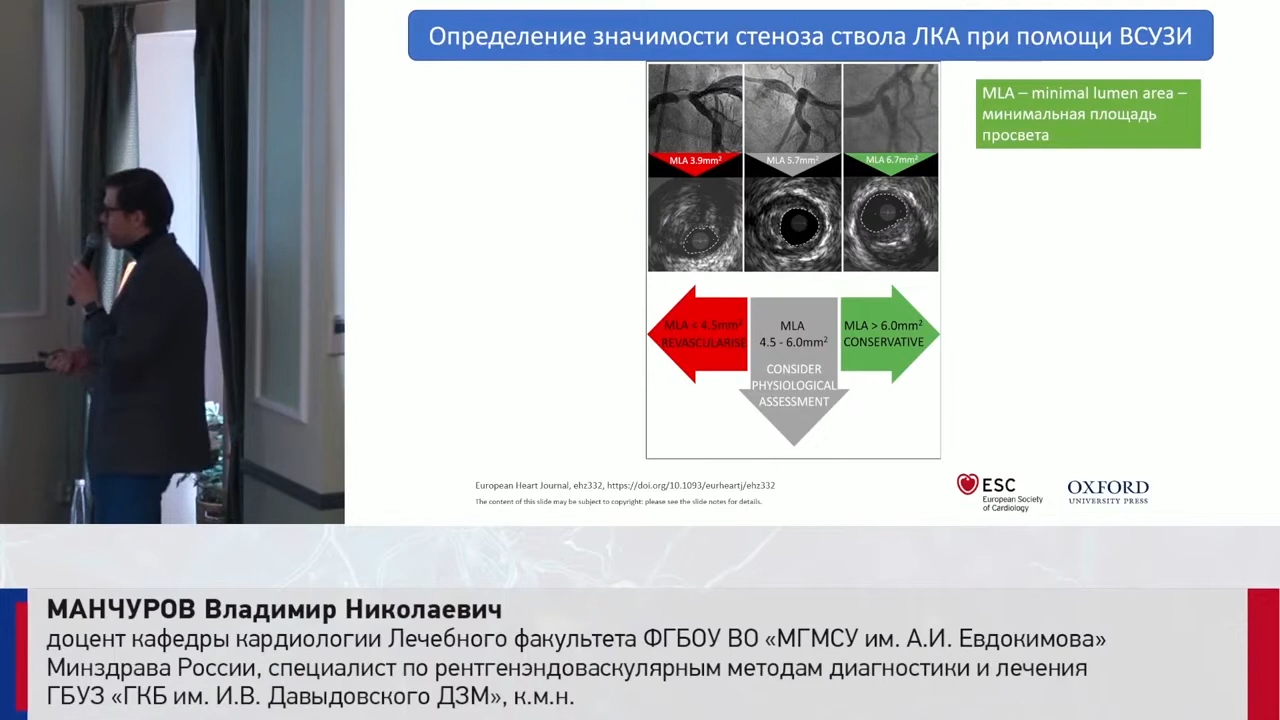 Определение значимости стеноза ствола ЛКА при помощи ВСУЗИ
MLA – minimal lumen area –
минимальная площадь
просвета
MLA 3.9mm²
MLA 5.7mm²
MLA 6.7mm²
MLA < 4.5mm²
REVASCULARISE
MLA
4.5 - 6.0mm²
CONSIDER
PHYSIOLOGICAL
ASSESSMENT
MLA > 6.0mm²
CONSERVATIVE
European Heart Journal, ehz332, https://doi.org/10.1093/eurheartj/ehz332
The content of this slide may be subject to copyright: please see the slide notes for details.
ESC
European Society
of Cardiology
OXFORD
UNIVERSITY PRESS
МАНЧУРОВ Владимир Николаевич
доцент кафедры кардиологии Лечебного факультета ФГБОУ ВО «МГМСУ им. А.И. Евдокимова»
Минздрава России, специалист по рентгенэндоваскулярным методам диагностики и лечения
ГБУЗ «ГКБ им. И.В. Давыдовского ДЗМ», к.м.н.